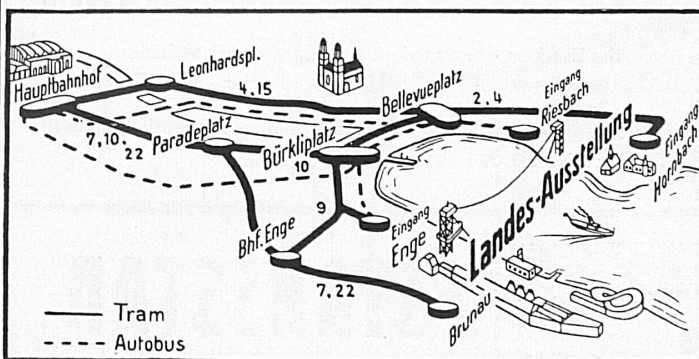 Hauptbahnhof
Leonhardspl.
4.15
Bellevueplatz
2.4
Eingang
Riesbach
Eingang
Hornbach
7,10.
22
Paradeplatz
Bürkliplatz
10
9
Bhf. Enge
Eingang
Enge
Landes-Ausstellung
7.22
Brunau
Tram
Autobus